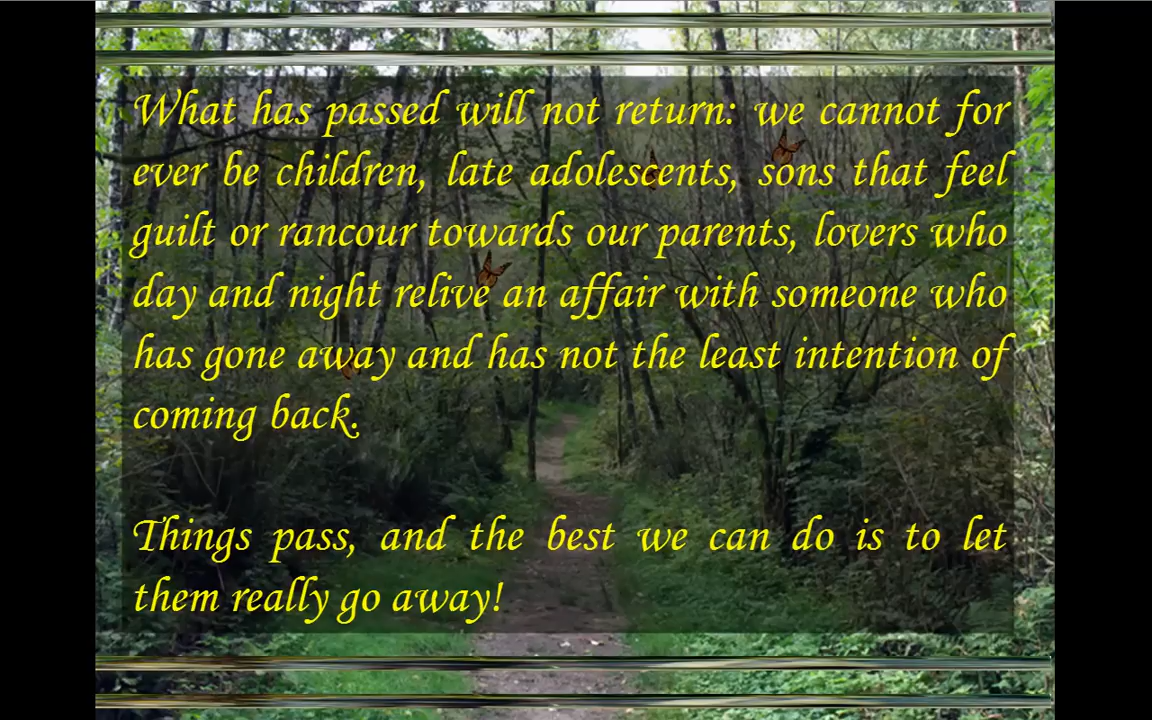 What has passed will not return: we cannot for
ever be children, late adolescents, sons that feel
guilt or rancour towards our parents, lovers who
day and night relive an affair with someone who
has gone away and has not the least intention of
coming back.
Things pass, and the best we can do is to let
them really go away!